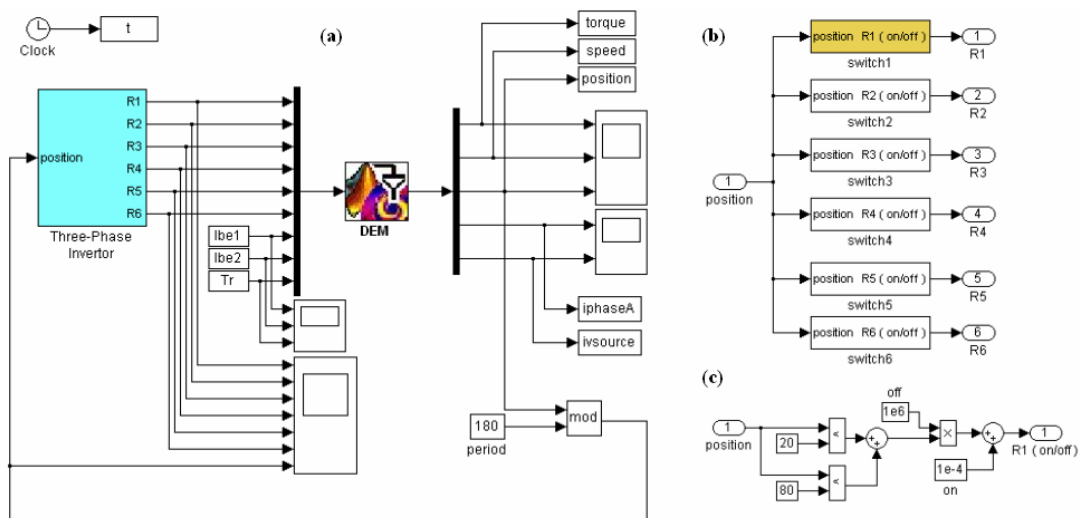 (a)
Clock
t
torque
speed
position
position
R1
R2
R3
R4
R5
R6
Three-Phase
Invertor
Ibe1
Ibe2
Tr
DEM
iphaseA
ivsource
180
period
mod
(b)
1
position
position R1 ( on/off )
switch1
1
R1
position R2 ( on/off )
switch2
2
R2
position R3 ( on/off )
switch3
3
R3
position R4 ( on/off )
switch4
4
R4
position R5 ( on/off )
switch5
5
R5
position R6 ( on/off )
switch6
6
R6
(c)
1
position
20
80
<
<
++
off
1e6
×
1e-4
on
++
1
R1 (on/off)